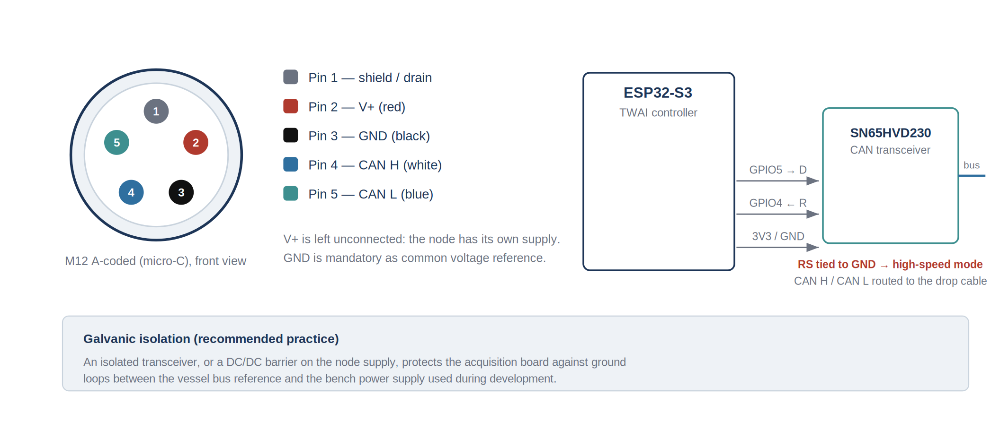 1
5
2
4
3
M12 A-coded (micro-C), front view
Pin 1 — shield / drain
Pin 2 — V+ (red)
Pin 3 — GND (black)
Pin 4 — CAN H (white)
Pin 5 — CAN L (blue)
V+ is left unconnected: the node has its own supply.
GND is mandatory as common voltage reference.
ESP32-S3
TWAI controller
GPIO5 → D
GPIO4 ← R
3V3 / GND
SN65HVD230
CAN transceiver
bus
RS tied to GND → high-speed mode
CAN H / CAN L routed to the drop cable
Galvanic isolation (recommended practice)
An isolated transceiver, or a DC/DC barrier on the node supply, protects the acquisition board against ground
loops between the vessel bus reference and the bench power supply used during development.